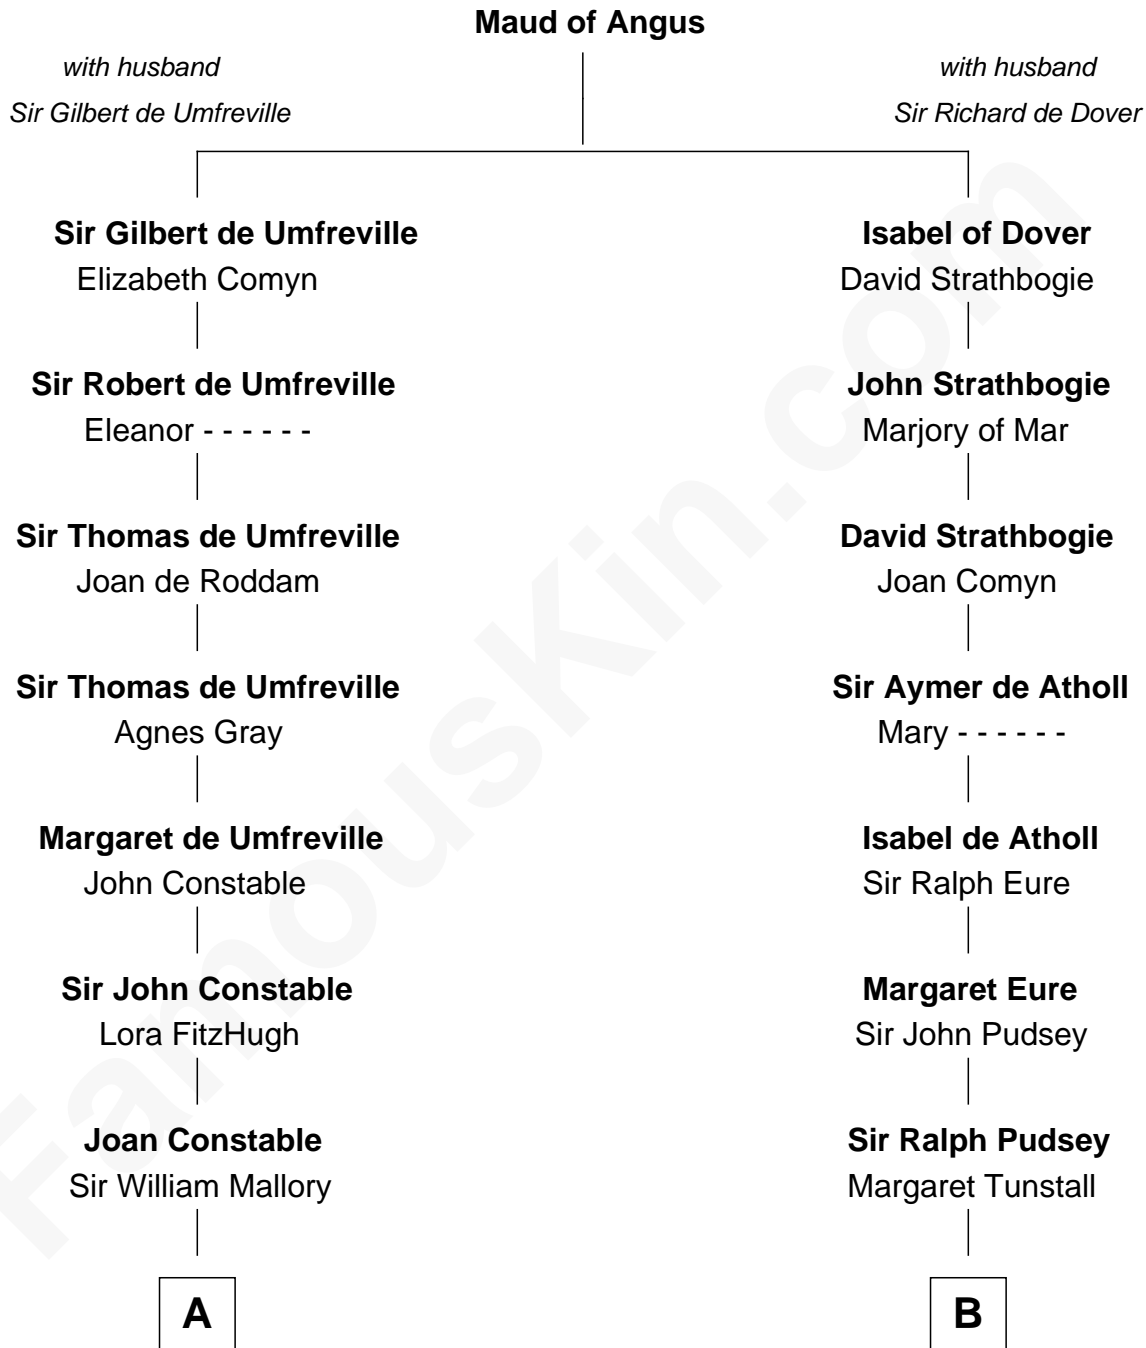 Maud of Angus
with husband
Sir Gilbert de Umfreville
with husband
Sir Richard de Dover
Sir Gilbert de Umfreville
Elizabeth Comyn
Isabel of Dover
David Strathbogie
Sir Robert de Umfreville
Eleanor - - - - - -
John Strathbogie
Marjory of Mar
Sir Thomas de Umfreville
Joan de Roddam
David Strathbogie
Joan Comyn
Sir Thomas de Umfreville
Agnes Gray
Sir Aymer de Atholl
Mary - - - - - -
Margaret de Umfreville
John Constable
Isabel de Atholl
Sir Ralph Eure
Sir John Constable
Lora FitzHugh
Margaret Eure
Sir John Pudsey
Joan Constable
Sir William Mallory
Sir Ralph Pudsey
Margaret Tunstall
A
B
FamousKin.com